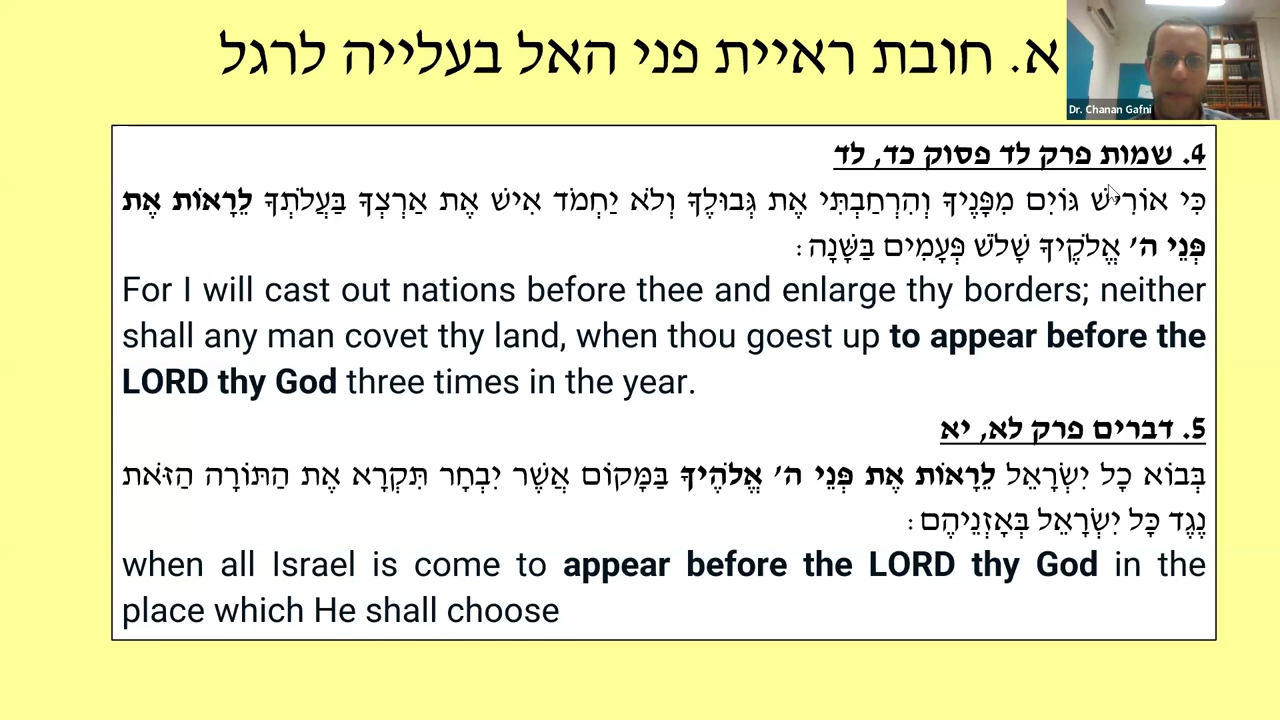 א. חובת ראיית פני האל בעלייה לרגל
Dr. Chanan Gafni
4. שמות פרק לד פסוק כד, לד
כִּי אוֹרִישׁ גּוֹיִם מִפָּנֶיךָ וְהִרְחַבְתִּי אֶת גְּבוּלֶךָ וְלֹא יַחְמֹד אִישׁ אֶת אַרְצְךָ בַּעֲלֹתְךָ לֵרָאוֹת אֶת
פְּנֵי ה' אֱלֹקֶיךָ שָׁלֹשׁ פְּעָמִים בַּשָּׁנָה:
For I will cast out nations before thee and enlarge thy borders; neither
shall any man covet thy land, when thou goest up to appear before the
LORD thy God three times in the year.
5. דברים פרק לא, יא
בְּבוֹא כָל יִשְׂרָאֵל לֵרָאוֹת אֶת פְּנֵי ה' אֱלֹהֶיךָ בַּמָּקוֹם אֲשֶׁר יִבְחָר תִּקְרָא אֶת הַתּוֹרָה הַזֹּאת
נֶגֶד כָּל יִשְׂרָאֵל בְּאָזְנֵיהֶם:
when all Israel is come to appear before the LORD thy God in the
place which He shall choose